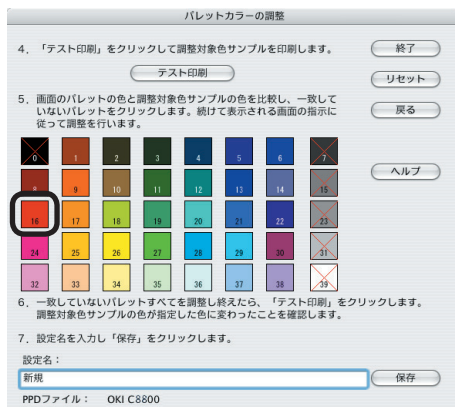 パレットカラーの調整
4. 「テスト印刷」をクリックして調整対象色サンプルを印刷します。
終了
テスト印刷
リセット
5. 画面のパレットの色と調整対象色サンプルの色を比較し、一致して
いないパレットをクリックします。続けて表示される画面の指示に
従って調整を行います。
戻る
0 1 2 3 4 5 6 7
ヘルプ
8 9 10 11 12 13 14 15
16 17 18 19 20 21 22 23
24 25 26 27 28 29 30 31
32 33 34 35 36 37 38 39
6. 一致していないパレットすべてを調整し終えたら、「テスト印刷」をクリックします。
調整対象色サンプルの色が指定した色に変わったことを確認します。
7. 設定名を入力し「保存」をクリックします。
設定名：
新規
保存
PPDファイル： OKI C8800